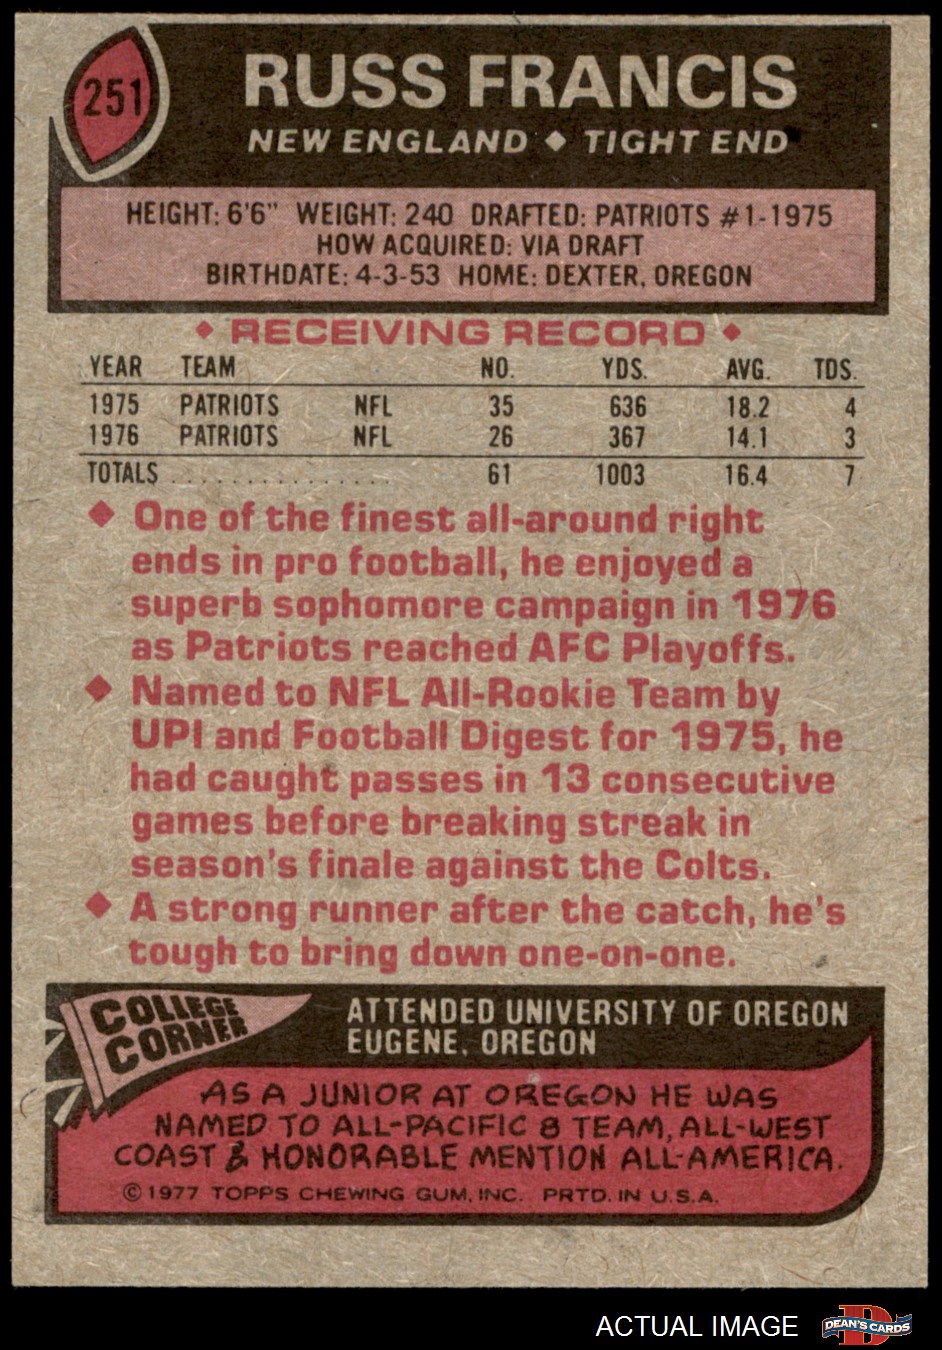 251
RUSS FRANCIS
NEW ENGLAND ◆ TIGHT END
HEIGHT: 6'6" WEIGHT: 240 DRAFTED: PATRIOTS #1-1975
HOW ACQUIRED: VIA DRAFT
BIRTHDATE: 4-3-53 HOME: DEXTER, OREGON
◆ RECEIVING RECORD ◆
YEAR TEAM NO. YDS. AVG. TDS.
1975 PATRIOTS NFL 35 636 18.2 4
1976 PATRIOTS NFL 26 367 14.1 3
TOTALS . . . . . . . . . . . . . . . . 61 1003 16.4 7
◆ One of the finest all-around right
ends in pro football, he enjoyed a
superb sophomore campaign in 1976
as Patriots reached AFC Playoffs.
◆ Named to NFL All-Rookie Team by
UPI and Football Digest for 1975, he
had caught passes in 13 consecutive
games before breaking streak in
season's finale against the Colts.
◆ A strong runner after the catch, he's
tough to bring down one-on-one.
COLLEGE
CORNER
ATTENDED UNIVERSITY OF OREGON
EUGENE, OREGON
AS A JUNIOR AT OREGON HE WAS
NAMED TO ALL-PACIFIC 8 TEAM, ALL-WEST
COAST & HONORABLE MENTION ALL-AMERICA.
©1977 TOPPS CHEWING GUM, INC. PRTD. IN U.S.A.
ACTUAL IMAGE
DEAN'S CARDS